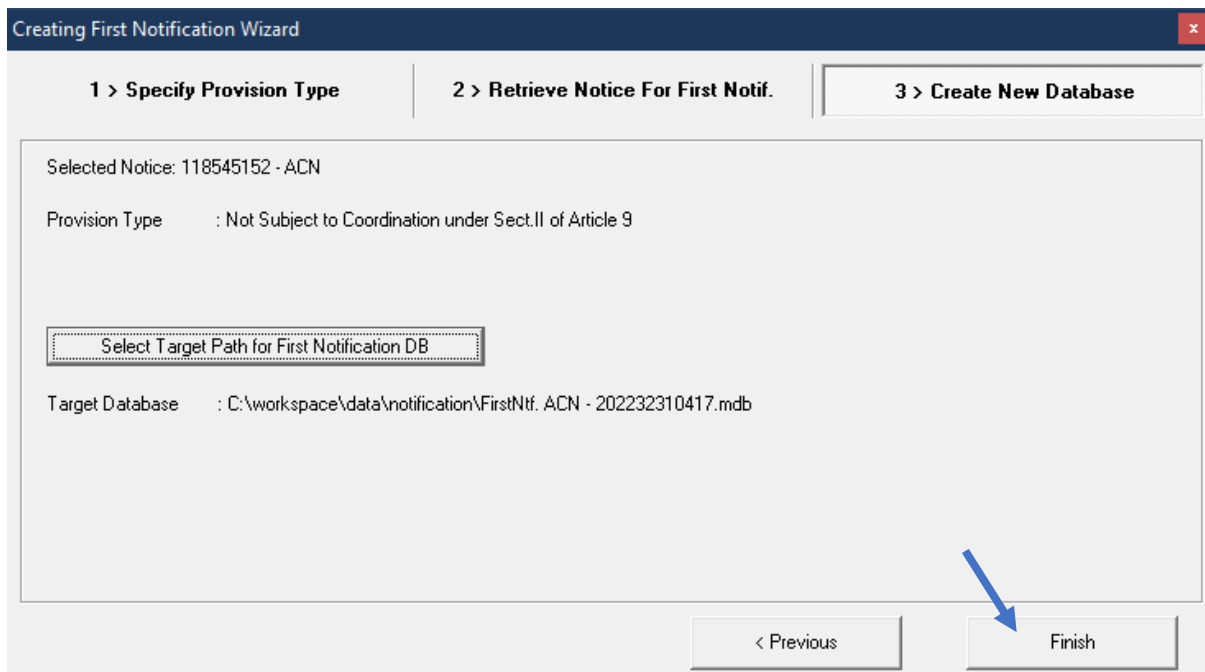 Creating First Notification Wizard
x
1 > Specify Provision Type
2 > Retrieve Notice For First Notif.
3 > Create New Database
Selected Notice: 118545152 - ACN
Provision Type : Not Subject to Coordination under Sect.II of Article 9
Select Target Path for First Notification DB
Target Database : C:\workspace\data\notification\FirstNtf. ACN - 202232310417.mdb
< Previous
Finish